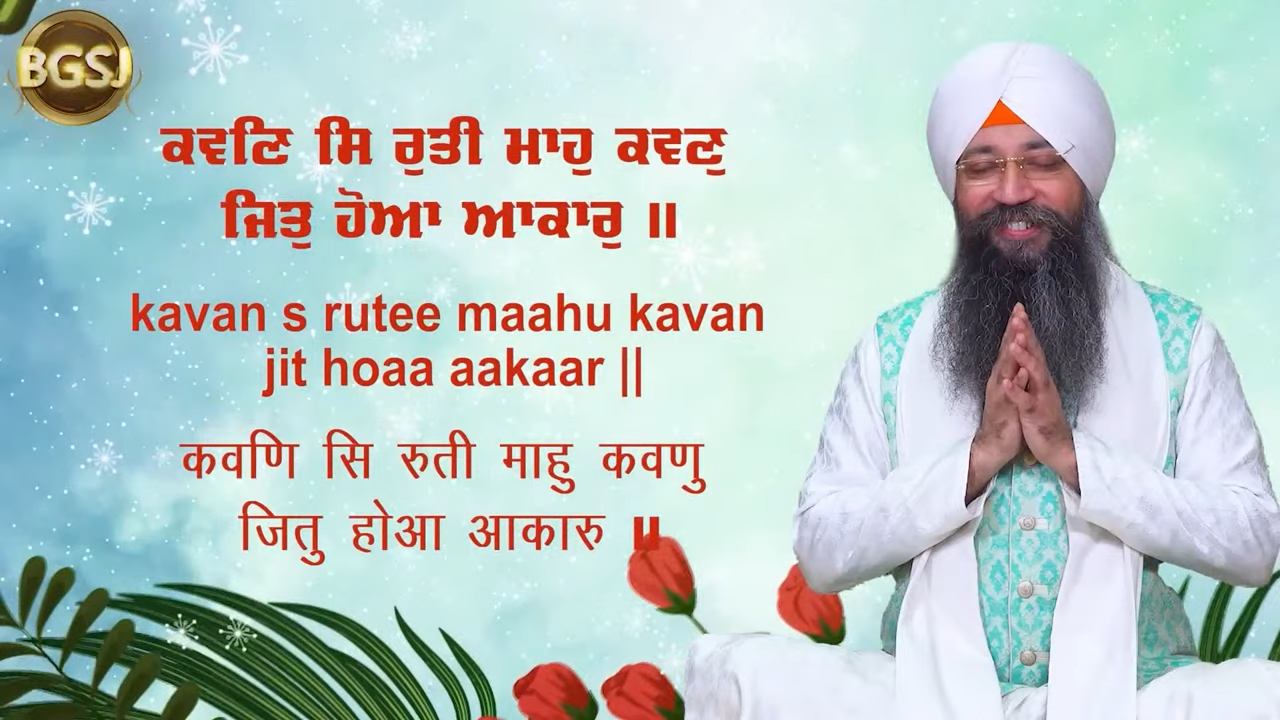 BGSJ
ਕਵਣਿ ਸਿ ਰੁਤੀ ਮਾਹੁ ਕਵਣੁ
ਜਿਤੁ ਹੋਆ ਆਕਾਰੁ ॥
kavan s rutee maahu kavan
jit hoaa aakaar ||
कवणि सि रुती माहु कवणु
जितु होआ आकारु ॥